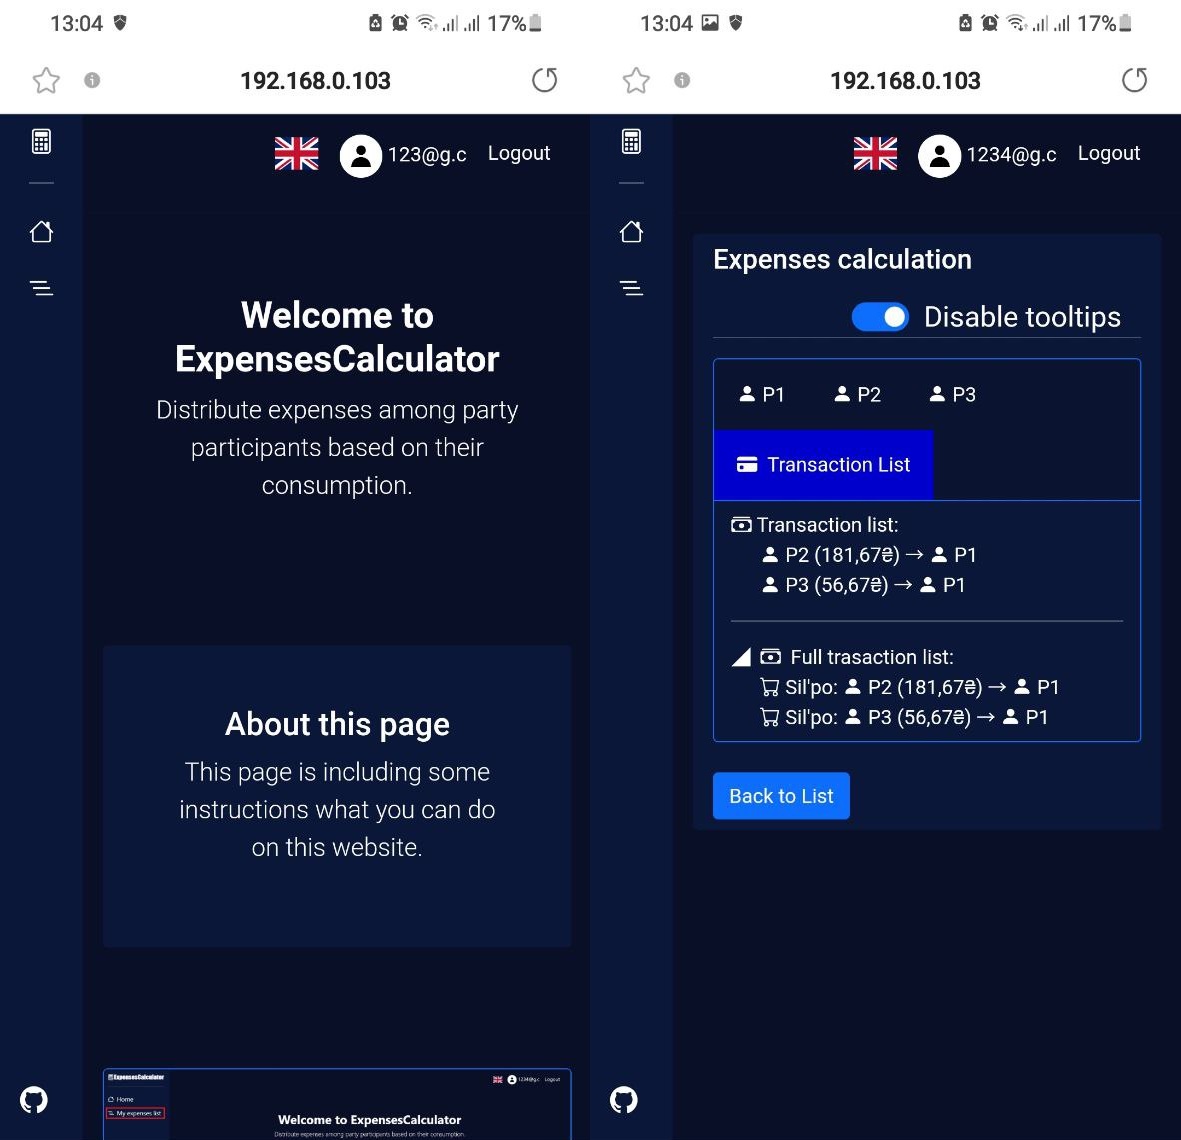 13:04
17%
192.168.0.103
123@g.c
Logout
Welcome to
ExpensesCalculator
Distribute expenses among party
participants based on their
consumption.
About this page
This page is including some
instructions what you can do
on this website.
ExpensesCalculator
1234@g.c
Logout
Home
My expenses list
Welcome to ExpensesCalculator
Distribute expenses among party participants based on their consumption.
13:04
17%
192.168.0.103
1234@g.c
Logout
Expenses calculation
Disable tooltips
P1
P2
P3
Transaction List
Transaction list:
P2 (181,67₴) → P1
P3 (56,67₴) → P1
Full trasaction list:
Sil'po: P2 (181,67₴) → P1
Sil'po: P3 (56,67₴) → P1
Back to List